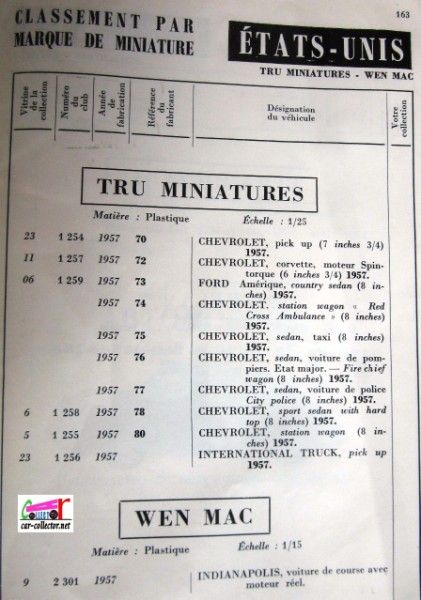 163
CLASSEMENT PAR
MARQUE DE MINIATURE
ÉTATS-UNIS
TRU MINIATURES - WEN MAC
Vitrine de la collection
Numéro du club
Année de fabrication
Référence du fabricant
Désignation du véhicule
Votre collection
TRU MINIATURES
Matière : Plastique Échelle : 1/25
23 1 254 1957 70 CHEVROLET, pick up (7 inches 3/4)
1957.
11 1 257 1957 72 CHEVROLET, corvette, moteur Spin-
torque (6 inches 3/4) 1957.
06 1 259 1957 73 FORD Amérique, country sedan (8 in-
ches) 1957.
1957 74 CHEVROLET, station wagon « Red
Cross Ambulance » (8 inches)
1957.
1957 75 CHEVROLET, sedan, taxi (8 inches)
1957.
1957 76 CHEVROLET, sedan, voiture de pom-
piers. Etat major. — Fire chief
wagon (8 inches) 1957.
1957 77 CHEVROLET, sedan, voiture de police
City police (8 inches) 1957.
6 1 258 1957 78 CHEVROLET, sport sedan with hard
top (8 inches) 1957.
5 1 255 1957 80 CHEVROLET, station wagon (8 in-
ches) 1957.
23 1 256 1957 INTERNATIONAL TRUCK, pick up
1957.
Collector
car-collector.net
WEN MAC
Matière : Plastique Échelle : 1/15
9 2 301 1957 INDIANAPOLIS, voiture de course avec
moteur réel.